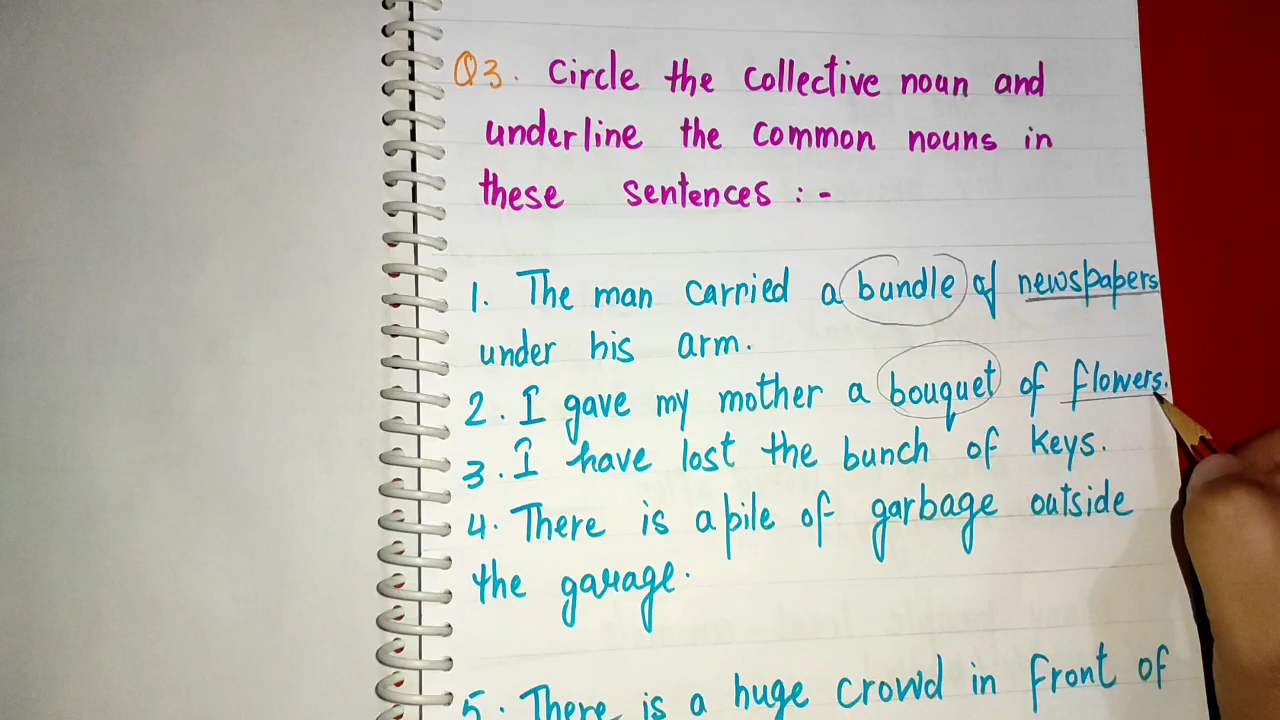 Q3. Circle the collective noun and
underline the common nouns in
these sentences :-
1. The man carried a bundle of newspapers
under his arm.
2. I gave my mother a bouquet of flowers.
3. I have lost the bunch of keys.
4. There is a pile of garbage outside
the garage.
5. There is a huge crowd in front of